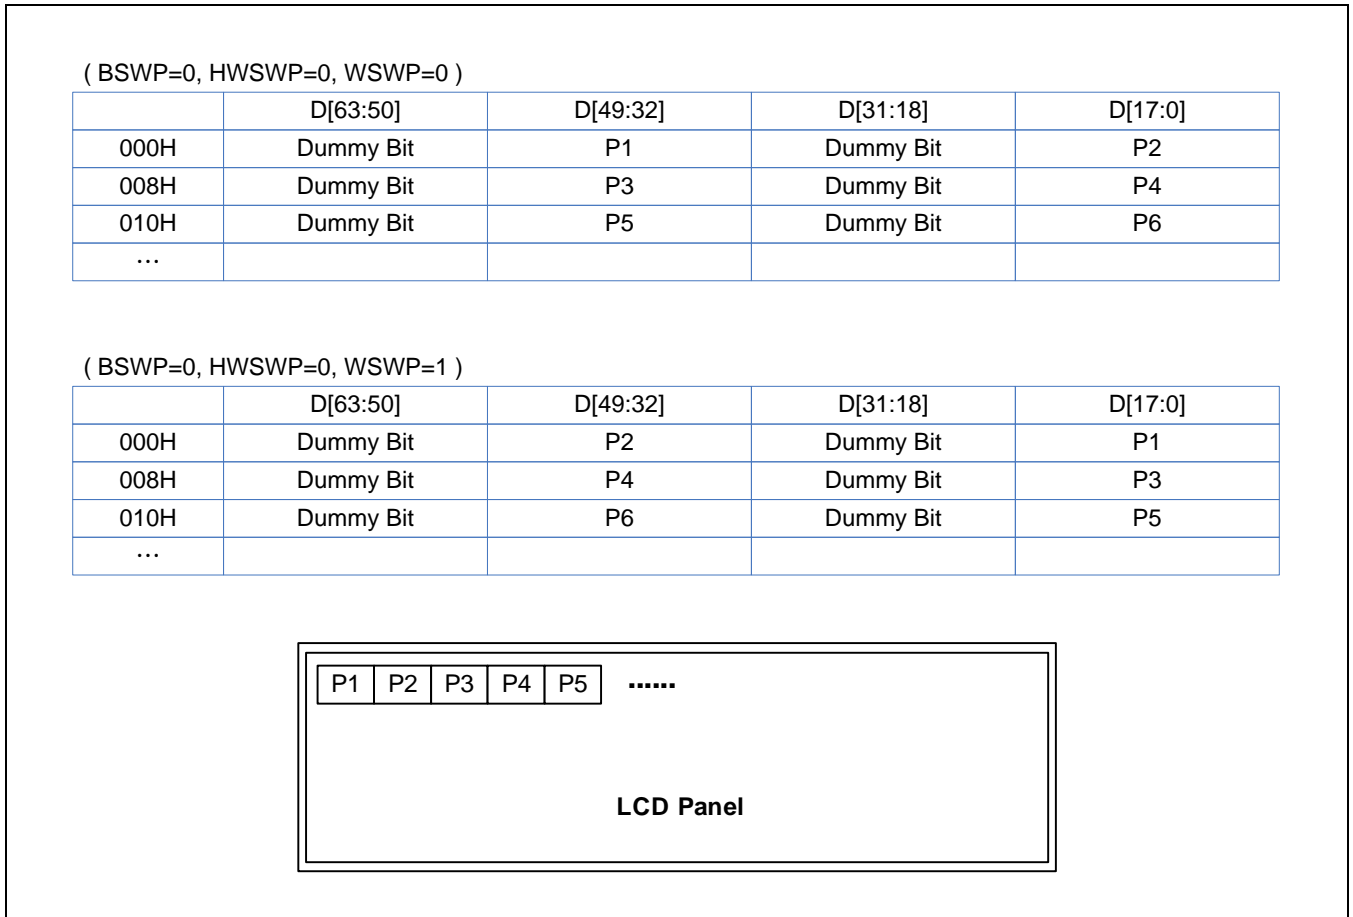 ( BSWP=0, HWSWP=0, WSWP=0 )
D[63:50] D[49:32] D[31:18] D[17:0]
000H Dummy Bit P1 Dummy Bit P2
008H Dummy Bit P3 Dummy Bit P4
010H Dummy Bit P5 Dummy Bit P6
…
( BSWP=0, HWSWP=0, WSWP=1 )
D[63:50] D[49:32] D[31:18] D[17:0]
000H Dummy Bit P2 Dummy Bit P1
008H Dummy Bit P4 Dummy Bit P3
010H Dummy Bit P6 Dummy Bit P5
…
P1 P2 P3 P4 P5 ......
LCD Panel